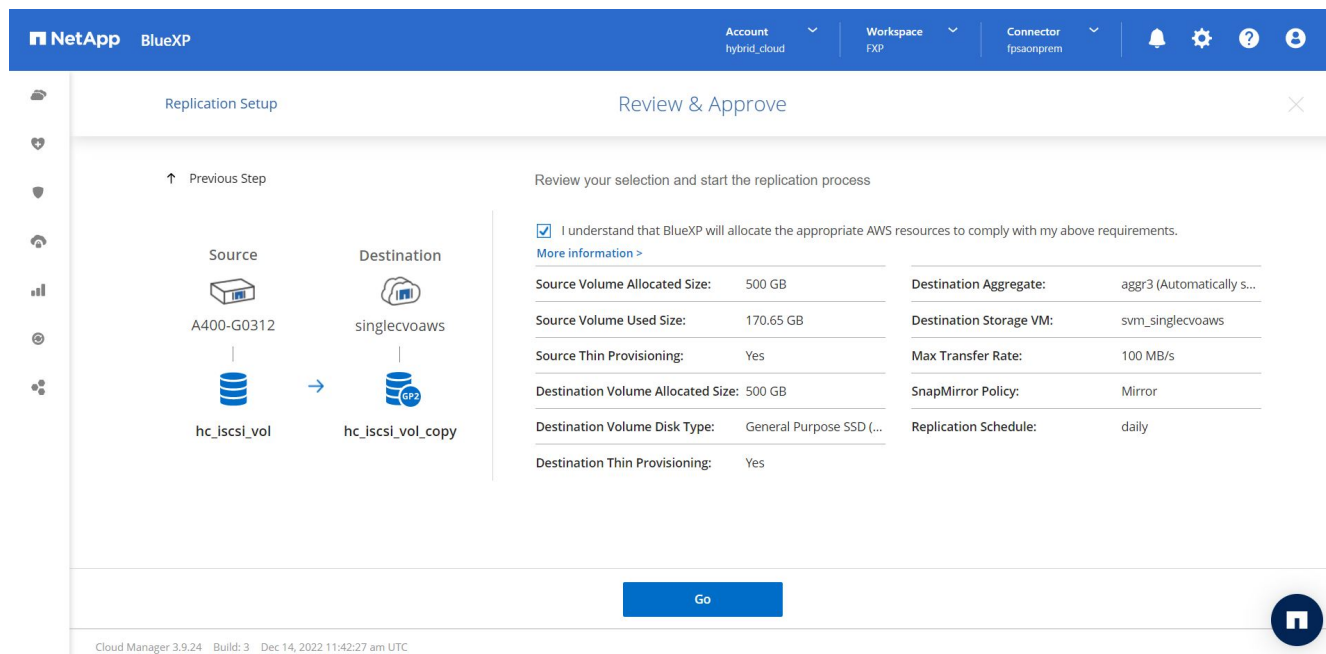 NetApp BlueXP
Account
hybrid_cloud
Workspace
FXP
Connector
fpsaonprem
Replication Setup
Review & Approve
Previous Step
Review your selection and start the replication process
I understand that BlueXP will allocate the appropriate AWS resources to comply with my above requirements.
More information >
Source
Destination
A400-G0312
singlecvoaws
GP2
hc_iscsi_vol
hc_iscsi_vol_copy
Source Volume Allocated Size: 500 GB
Source Volume Used Size: 170.65 GB
Source Thin Provisioning: Yes
Destination Volume Allocated Size: 500 GB
Destination Volume Disk Type: General Purpose SSD (...
Destination Thin Provisioning: Yes
Destination Aggregate: aggr3 (Automatically s...
Destination Storage VM: svm_singlecvoaws
Max Transfer Rate: 100 MB/s
SnapMirror Policy: Mirror
Replication Schedule: daily
Go
Cloud Manager 3.9.24 Build: 3 Dec 14, 2022 11:42:27 am UTC